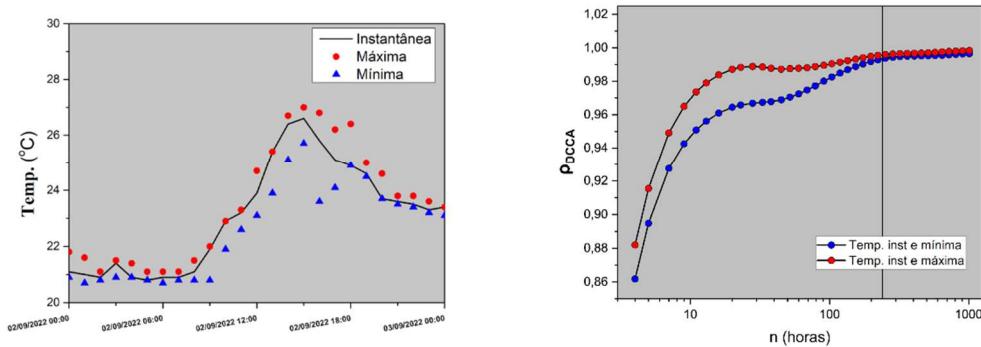 30
28
26
24
22
20
Temp. (°C)
Instantânea
Máxima
Mínima
02/09/2022 00:00
02/09/2022 06:00
02/09/2022 12:00
02/09/2022 18:00
03/09/2022 00:00
1,02
1,00
0,98
0,96
0,94
0,92
0,90
0,88
0,86
ρDCCA
Temp. inst e mínima
Temp. inst e máxima
10
100
1000
n (horas)